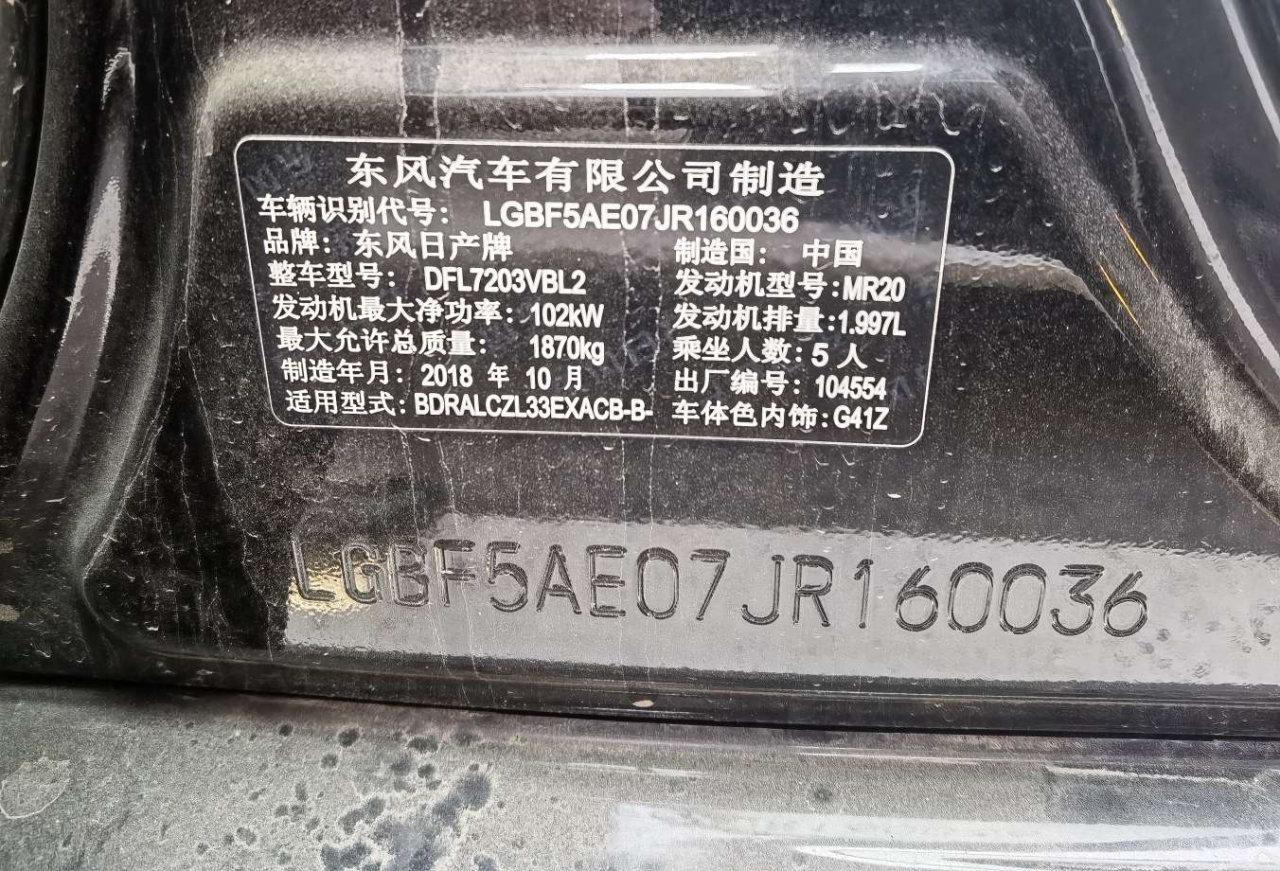 东风汽车有限公司制造
车辆识别代号： LGBF5AE07JR160036
品牌： 东风日产牌 制造国： 中国
整车型号： DFL7203VBL2 发动机型号:MR20
发动机最大净功率: 102kW 发动机排量:1.997L
最大允许总质量: 1870kg 乘坐人数: 5 人
制造年月: 2018 年 10 月 出厂编号: 104554
适用型式: BDRALCZL33EXACB-B- 车体色内饰:G41Z
LGBF5AE07JR160036